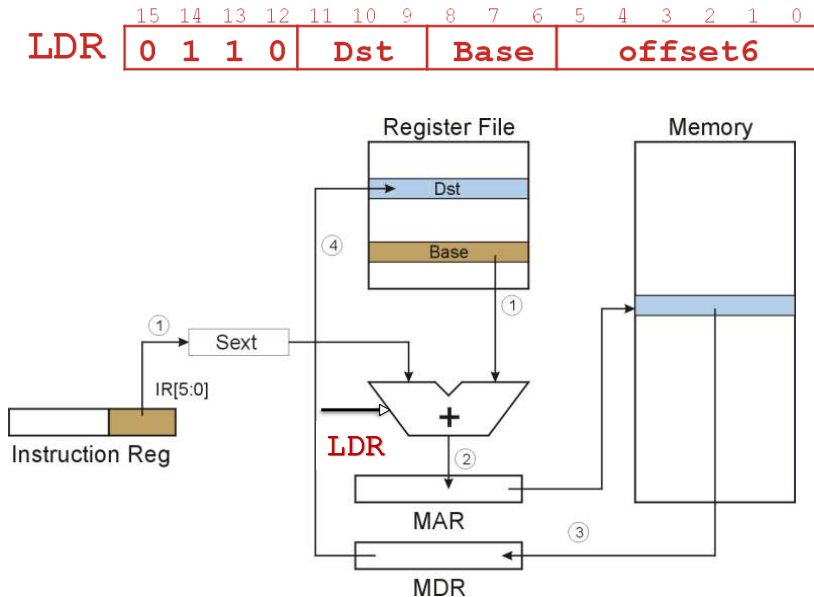 15 14 13 12 11 10 9 8 7 6 5 4 3 2 1 0
LDR 0 1 1 0 Dst Base offset6
Register File Memory
Dst
4
Base
1
1
Sext
IR[5:0]
+
LDR
Instruction Reg
2
MAR
3
MDR